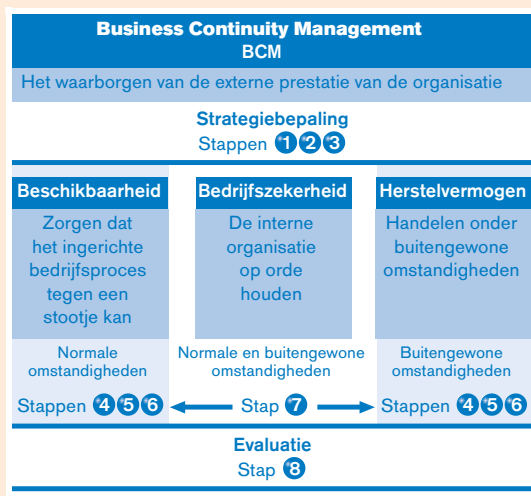 Business Continuity Management
BCM
Het waarborgen van de externe prestatie van de organisatie
Strategiebepaling
Stappen 1 2 3
Beschikbaarheid
Zorgen dat
het ingerichte
bedrijfsproces
tegen een
stootje kan
Normale
omstandigheden
Stappen 4 5 6
Bedrijfszekerheid
De interne
organisatie
op orde
houden
Normale en buitengewone
omstandigheden
Stap 7
Herstelvermogen
Handelen onder
buitengewone
omstandigheden
Buitengewone
omstandigheden
Stappen 4 5 6
Evaluatie
Stap 8